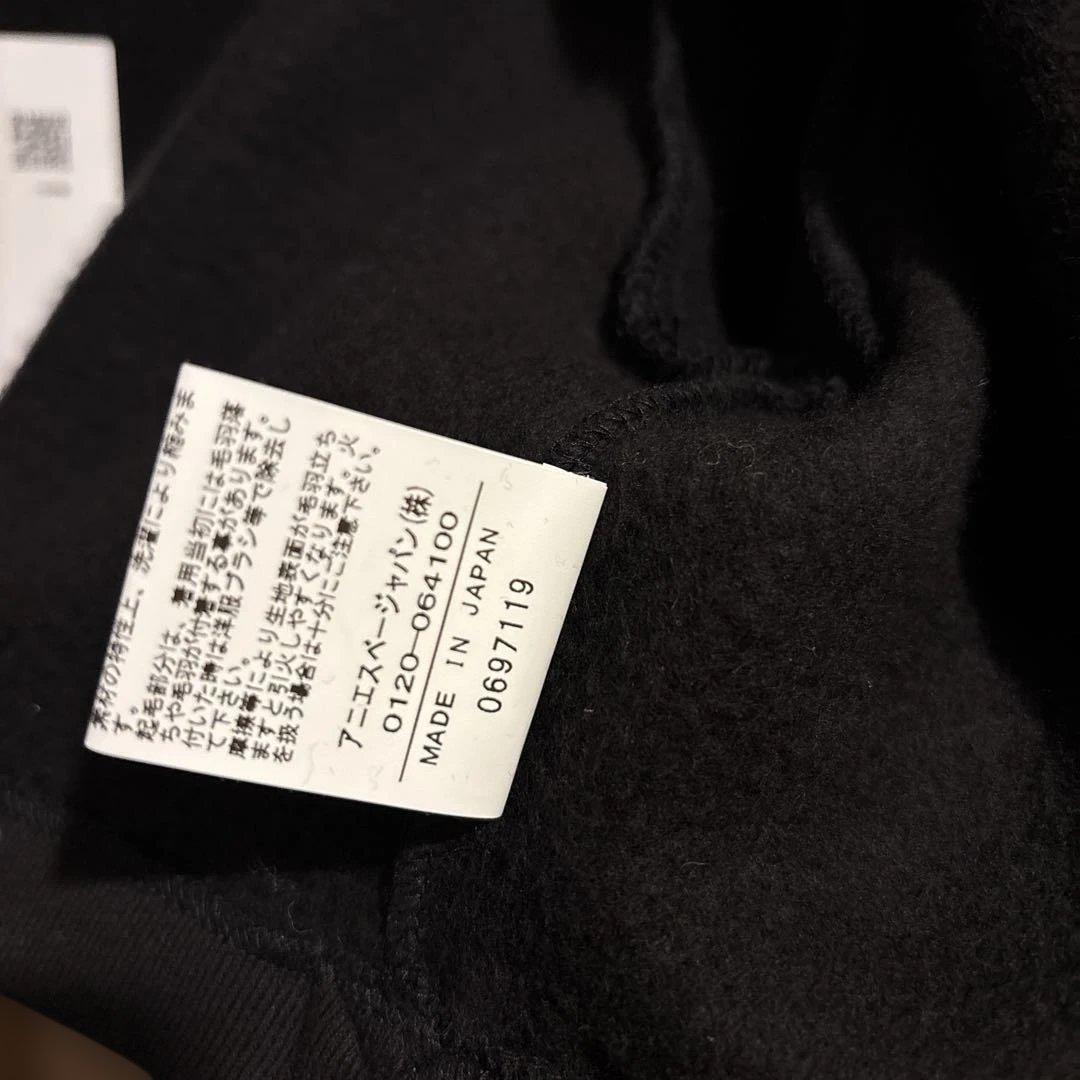 素材の特性上、洗濯により縮みま
す。
起毛部分は、着用当初には毛羽落
ちや毛羽が付着する事があります。
付いた時は洋服ブラシ等で除去し
て下さい。
摩擦等により生地表面が毛羽立ち
ますと引火しやすくなります。火
を扱う場合は十分にご注意下さい。
アニエスベージャパン(株)
0120-064100
MADE IN JAPAN
0697119